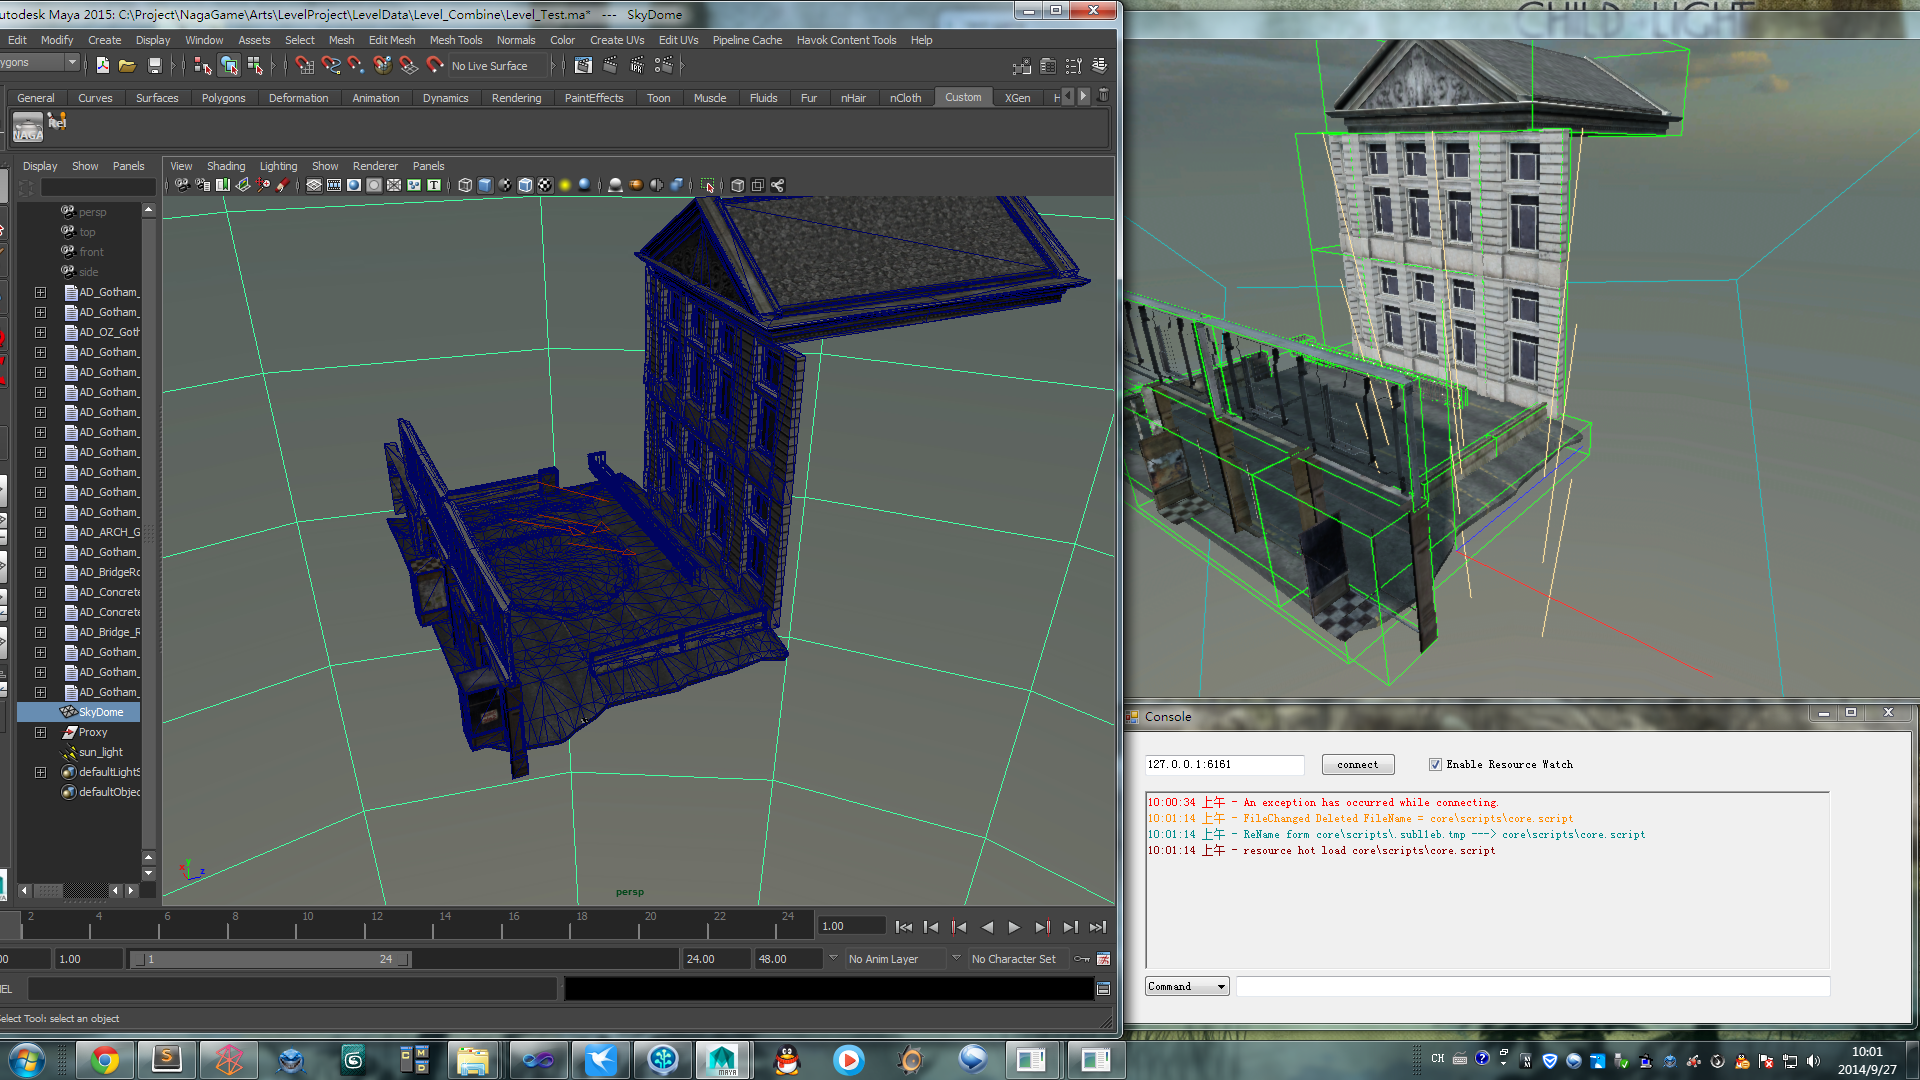 utodesk Maya 2015: C:\Project\NagaGame\Arts\LevelProject\LevelData\Level_Combine\Level_Test.ma*   ---   SkyDome
Edit Modify Create Display Window Assets Select Mesh Edit Mesh Mesh Tools Normals Color Create UVs Edit UVs Pipeline Cache Havok Content Tools Help
ygons
No Live Surface
General Curves Surfaces Polygons Deformation Animation Dynamics Rendering PaintEffects Toon Muscle Fluids Fur nHair nCloth Custom XGen H
NAGA
Rel
Display Show Panels
View Shading Lighting Show Renderer Panels
persp
top
front
side
AD_Gotham_
AD_Gotham_
AD_OZ_Goth
AD_Gotham_
AD_Gotham_
AD_Gotham_
AD_Gotham_
AD_Gotham_
AD_Gotham_
AD_Gotham_
AD_Gotham_
AD_Gotham_
AD_ARCH_G
AD_Gotham_
AD_BridgeRo
AD_Concrete
AD_Concrete
AD_Bridge_R
AD_Gotham_
AD_Gotham_
AD_Gotham_
SkyDome
Proxy
sun_light
defaultLightS
defaultObjec
y
x
z
persp
2 4 6 8 10 12 14 16 18 20 22 24
1.00
00
1.00
1
24
24.00
48.00
No Anim Layer
No Character Set
EL
Select Tool: select an object
CHILD LIGHT
Console
127.0.0.1:6161
connect
Enable Resource Watch
10:00:34 上午 - An exception has occurred while connecting.
10:01:14 上午 - FileChanged Deleted FileName = core\scripts\core.script
10:01:14 上午 - ReName form core\scripts\.sub11eb.tmp ---> core\scripts\core.script
10:01:14 上午 - resource hot load core\scripts\core.script
Command
MAYA
CH
10:01
2014/9/27